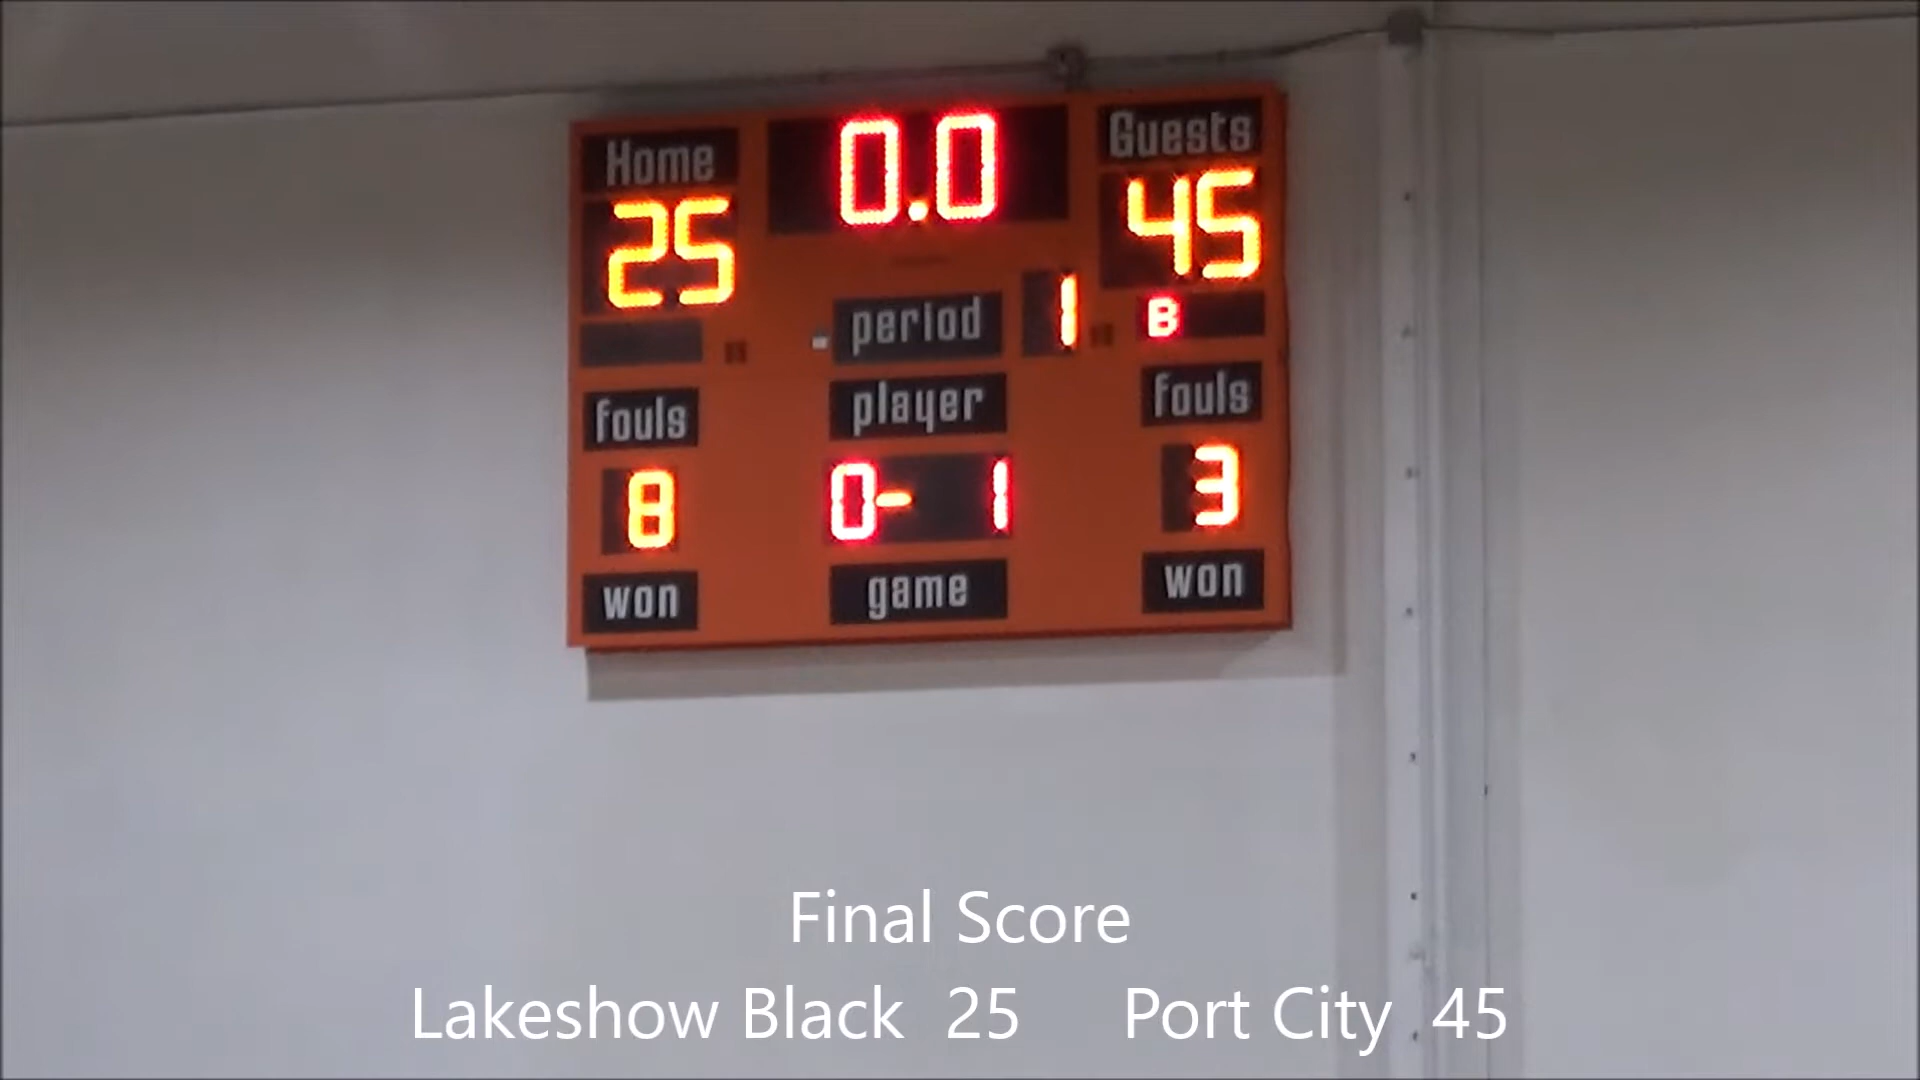 Home 0.0 Guests
25 45
period 1 B
fouls player fouls
8 0- 1 3
won game won
Final Score
Lakeshow Black 25 Port City 45